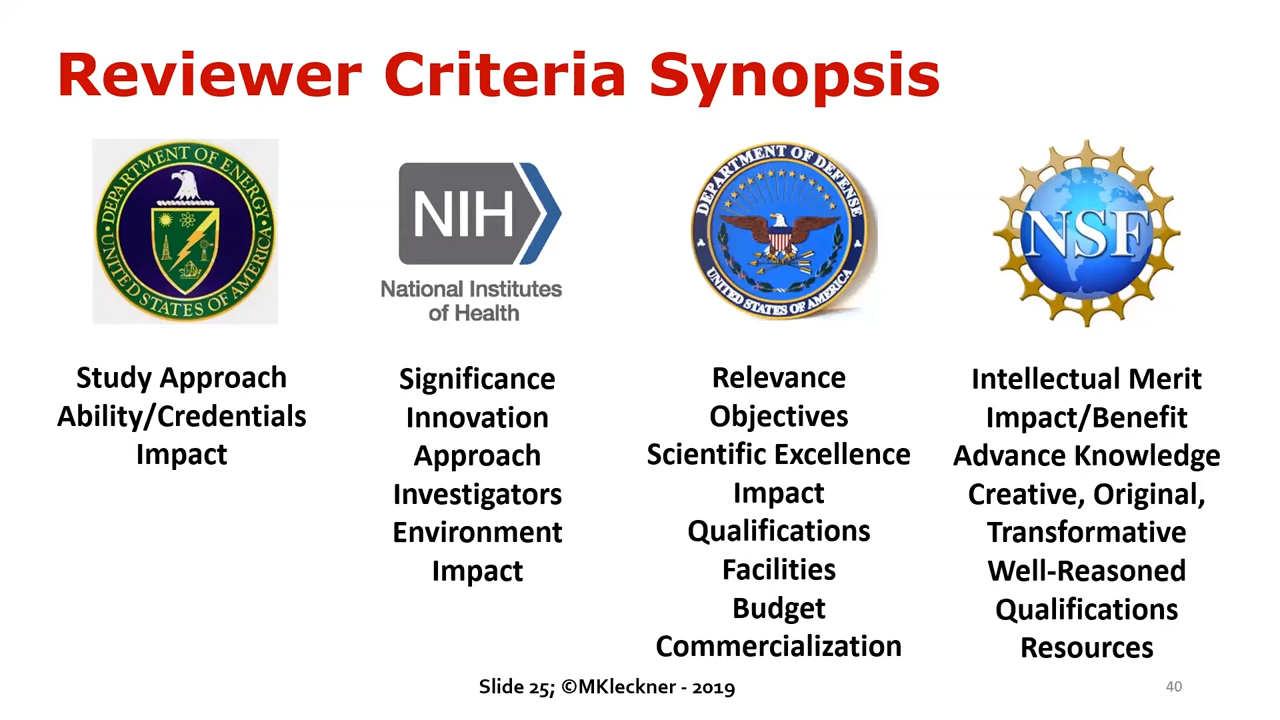 Reviewer Criteria Synopsis
DEPARTMENT OF ENERGY
UNITED STATES OF AMERICA
NIH
National Institutes
of Health
DEPARTMENT OF DEFENSE
UNITED STATES OF AMERICA
NSF
Study Approach
Ability/Credentials
Impact
Significance
Innovation
Approach
Investigators
Environment
Impact
Relevance
Objectives
Scientific Excellence
Impact
Qualifications
Facilities
Budget
Commercialization
Intellectual Merit
Impact/Benefit
Advance Knowledge
Creative, Original,
Transformative
Well-Reasoned
Qualifications
Resources
Slide 25; ©MKleckner - 2019
40